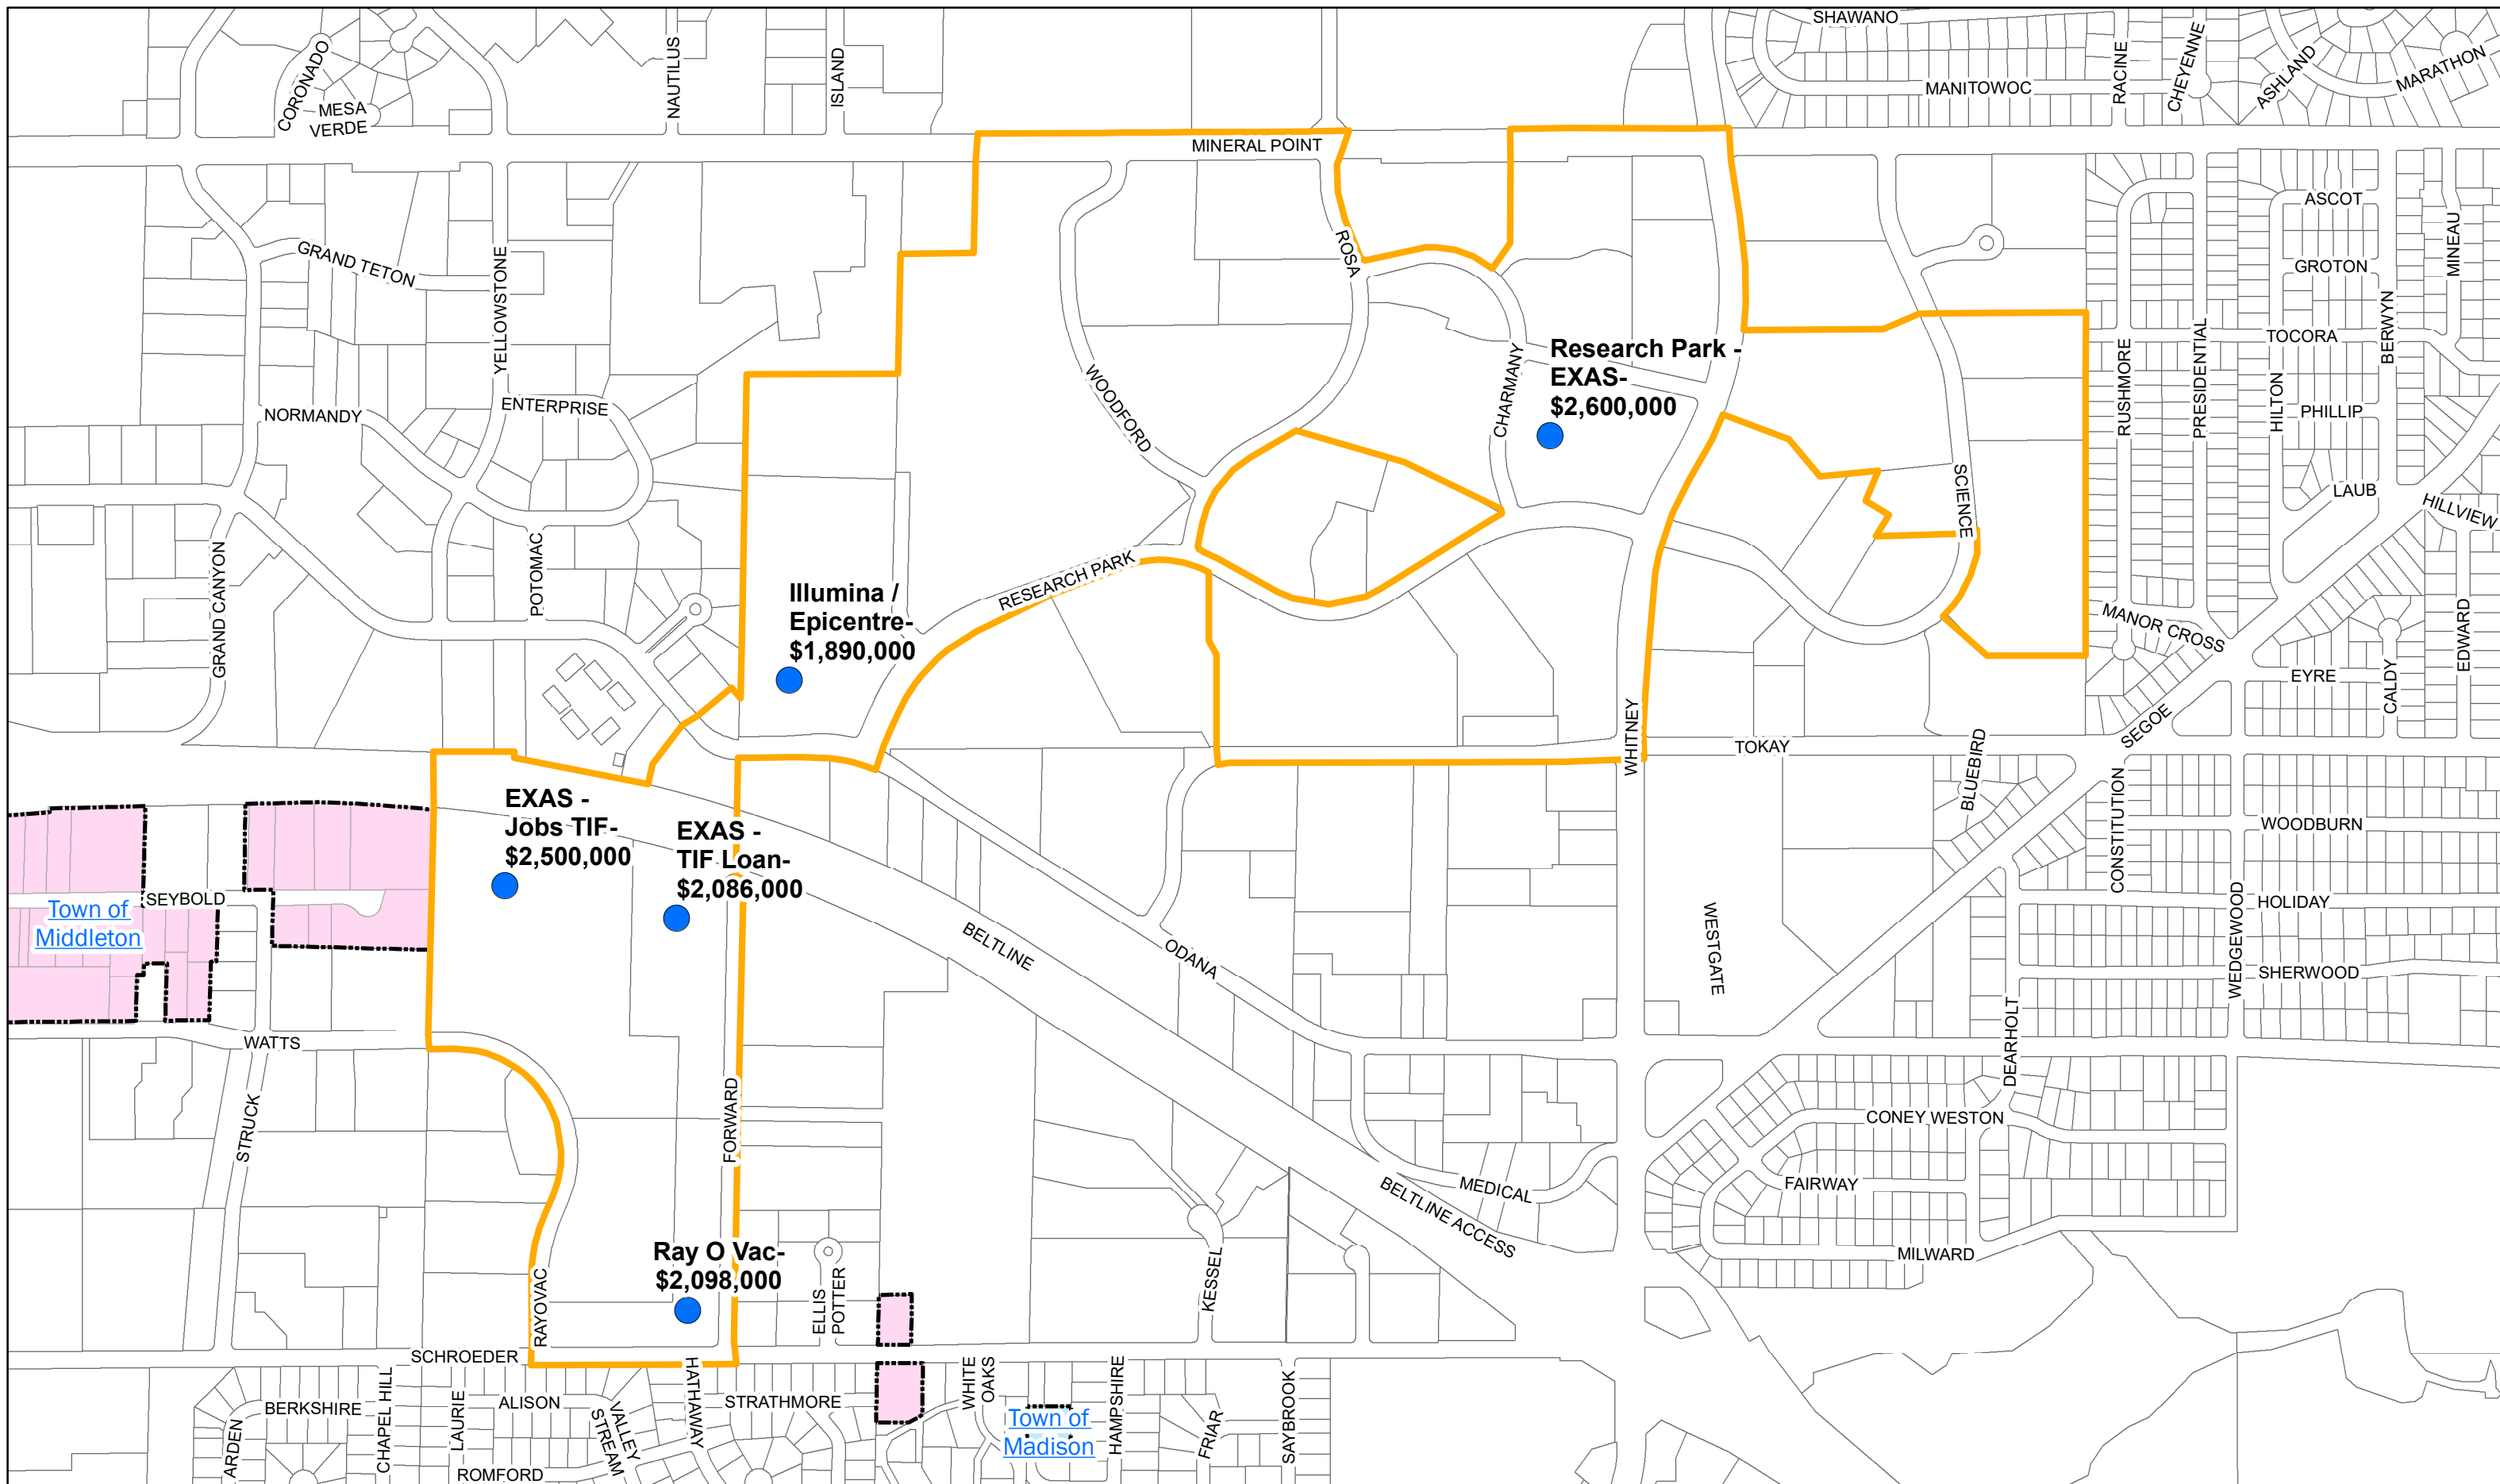 SHAWANO
CORONADO
MESA
VERDE
NAUTILUS
ISLAND
MANITOWOC
RACINE
CHEYENNE
ASHLAND
MARATHON
MINERAL POINT
ASCOT
MINEAU
GRAND TETON
YELLOWSTONE
ROSA
GROTON
BERWYN
TOCORA
PRESIDENTIAL
RUSHMORE
HILTON
PHILLIP
Research Park -
EXAS-
$2,600,000
CHARMANY
WOODFORD
NORMANDY
ENTERPRISE
SCIENCE
LAUB
HILLVIEW
POTOMAC
GRAND CANYON
RESEARCH PARK
Illumina /
Epicentre-
$1,890,000
MANOR CROSS
EDWARD
EYRE
CALDY
SEGOE
WHITNEY
TOKAY
BLUEBIRD
CONSTITUTION
EXAS -
Jobs TIF-
$2,500,000
EXAS -
TIF Loan-
$2,086,000
WOODBURN
SEYBOLD
Town of
Middleton
HOLIDAY
WEDGEWOOD
SHERWOOD
BELTLINE
ODANA
WESTGATE
WATTS
DEARHOLT
STRUCK
FORWARD
CONEY WESTON
FAIRWAY
MEDICAL
BELTLINE ACCESS
MILWARD
Ray O Vac-
$2,098,000
RAYOVAC
ELLIS
POTTER
KESSEL
SCHROEDER
HATHAWAY
WHITE
OAKS
HAMPSHIRE
SAYBROOK
BERKSHIRE
CHAPEL HILL
LAURIE
ALISON
VALLEY
STREAM
STRATHMORE
Town of
Madison
FRIAR
ARDEN
ROMFORD